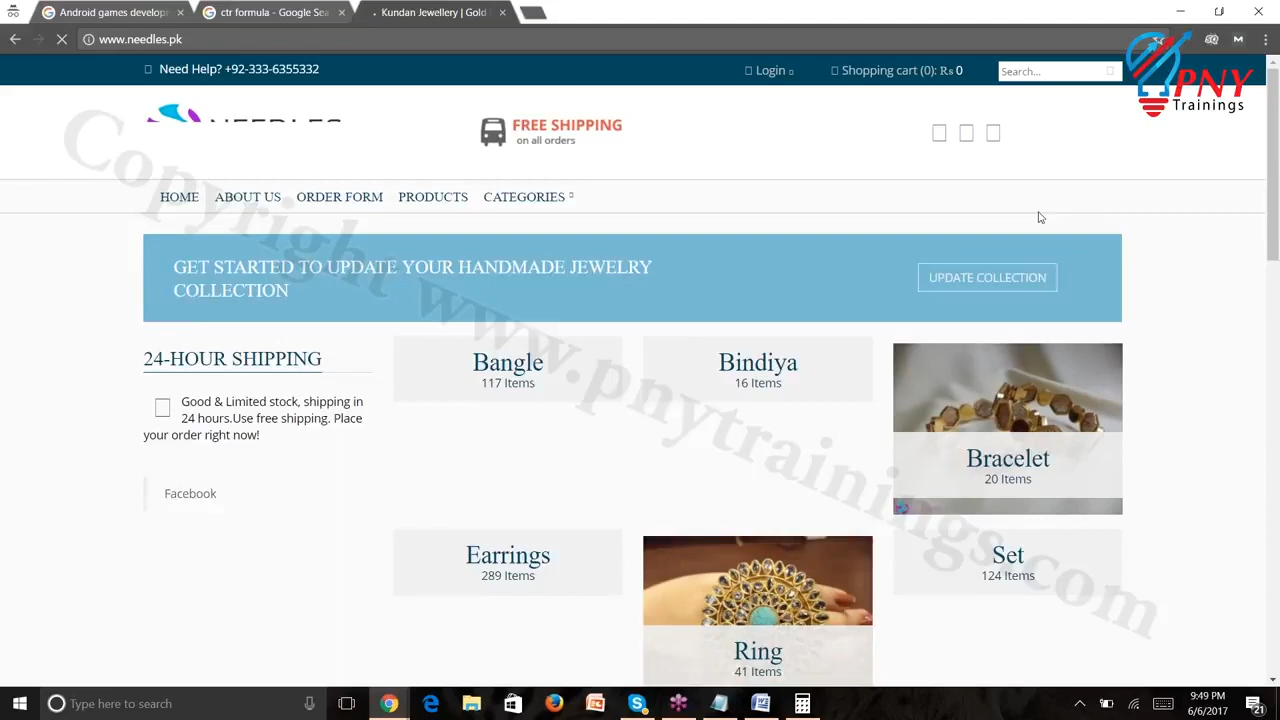 Android games develop
ctr formula - Google Sea
Kundan Jewellery | Gold
www.needles.pk
Need Help? +92-333-6355332
Login
Shopping cart (0): ₨ 0
Search...
PNY
Trainings
NEEDLES
FREE SHIPPING
on all orders
HOME
ABOUT US
ORDER FORM
PRODUCTS
CATEGORIES
Copyright www.pnytrainings.com
GET STARTED TO UPDATE YOUR HANDMADE JEWELRY
COLLECTION
UPDATE COLLECTION
24-HOUR SHIPPING
Good & Limited stock, shipping in
24 hours.Use free shipping. Place
your order right now!
Facebook
Bangle
117 Items
Bindiya
16 Items
Bracelet
20 Items
Earrings
289 Items
Ring
41 Items
Set
124 Items
Type here to search
9:49 PM
6/6/2017
21